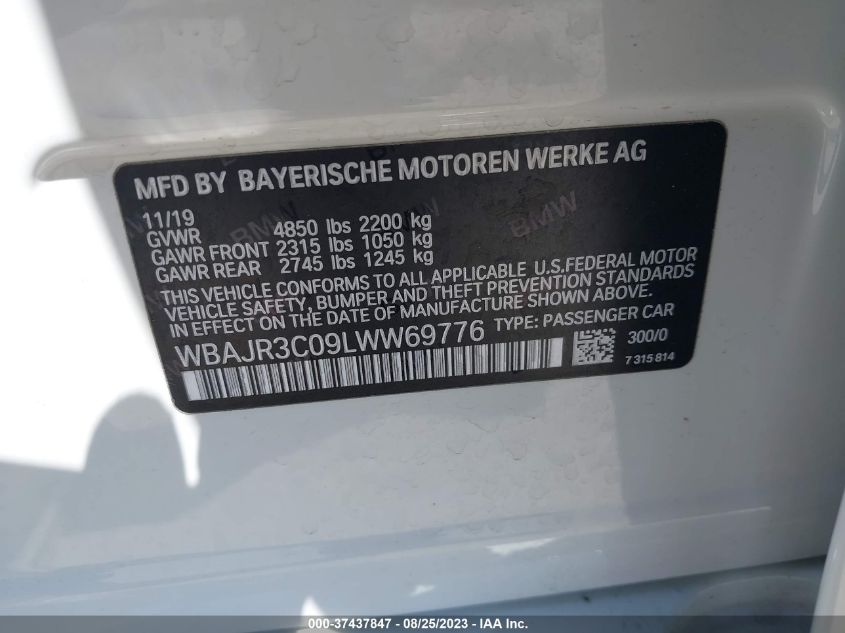 MFD BY BAYERISCHE MOTOREN WERKE AG
11/19
GVWR 4850 lbs 2200 kg
GAWR FRONT 2315 lbs 1050 kg
GAWR REAR 2745 lbs 1245 kg
THIS VEHICLE CONFORMS TO ALL APPLICABLE U.S.FEDERAL MOTOR
VEHICLE SAFETY, BUMPER AND THEFT PREVENTION STANDARDS
IN EFFECT ON THE DATE OF MANUFACTURE SHOWN ABOVE.
WBAJR3C09LWW69776 TYPE: PASSENGER CAR
300/0
7 315 814
BMW
000-37437847 - 08/25/2023 - IAAI Inc.